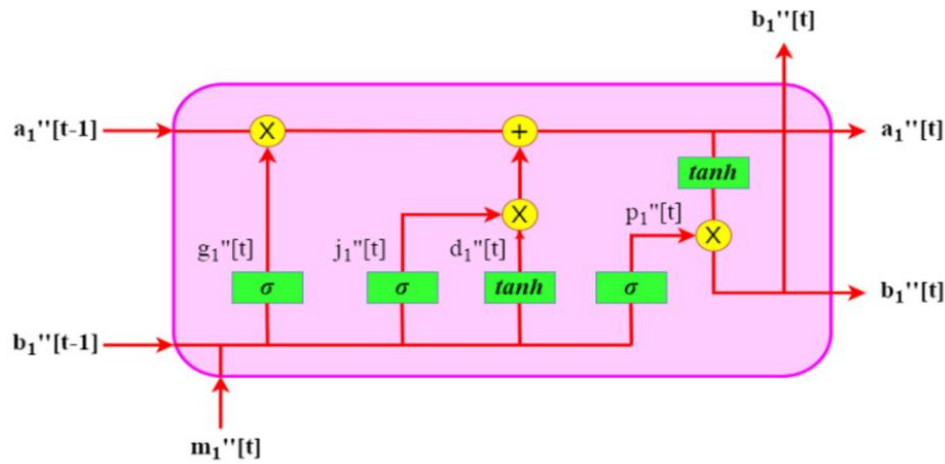 b₁''[t]
a₁''[t-1]
X
+
a₁''[t]
tanh
X
p₁''[t]
X
g₁''[t]
j₁''[t]
d₁''[t]
σ
σ
tanh
σ
b₁''[t]
b₁''[t-1]
m₁''[t]